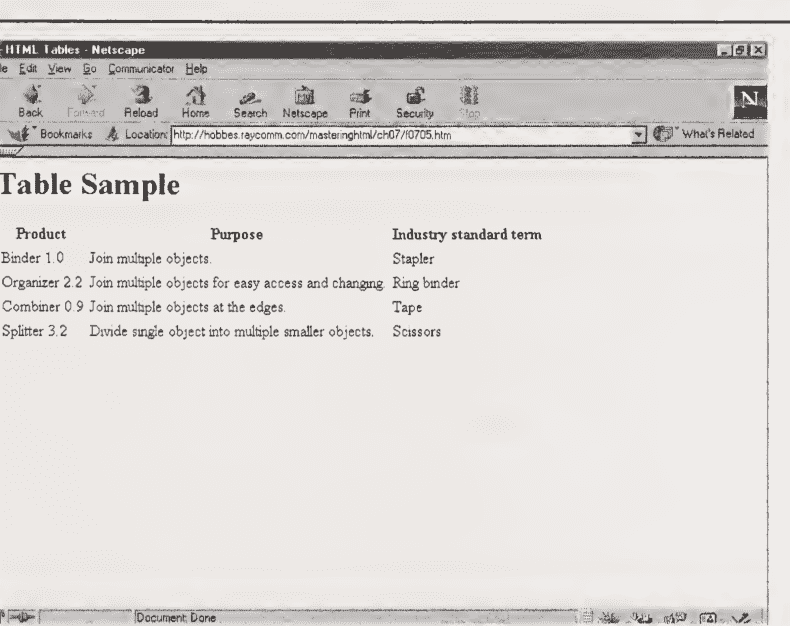 HTML Tables - Netscape
le Edit View Go Communicator Help
Back Forward Reload Home Search Netscape Print Security Stop
N
Bookmarks Location: http://hobbes.raycomm.com/masteringhtml/ch07/f0705.htm What's Related
Table Sample
Product Purpose Industry standard term
Binder 1.0 Join multiple objects. Stapler
Organizer 2.2 Join multiple objects for easy access and changing. Ring binder
Combiner 0.9 Join multiple objects at the edges. Tape
Splitter 3.2 Divide single object into multiple smaller objects. Scissors
Document: Done